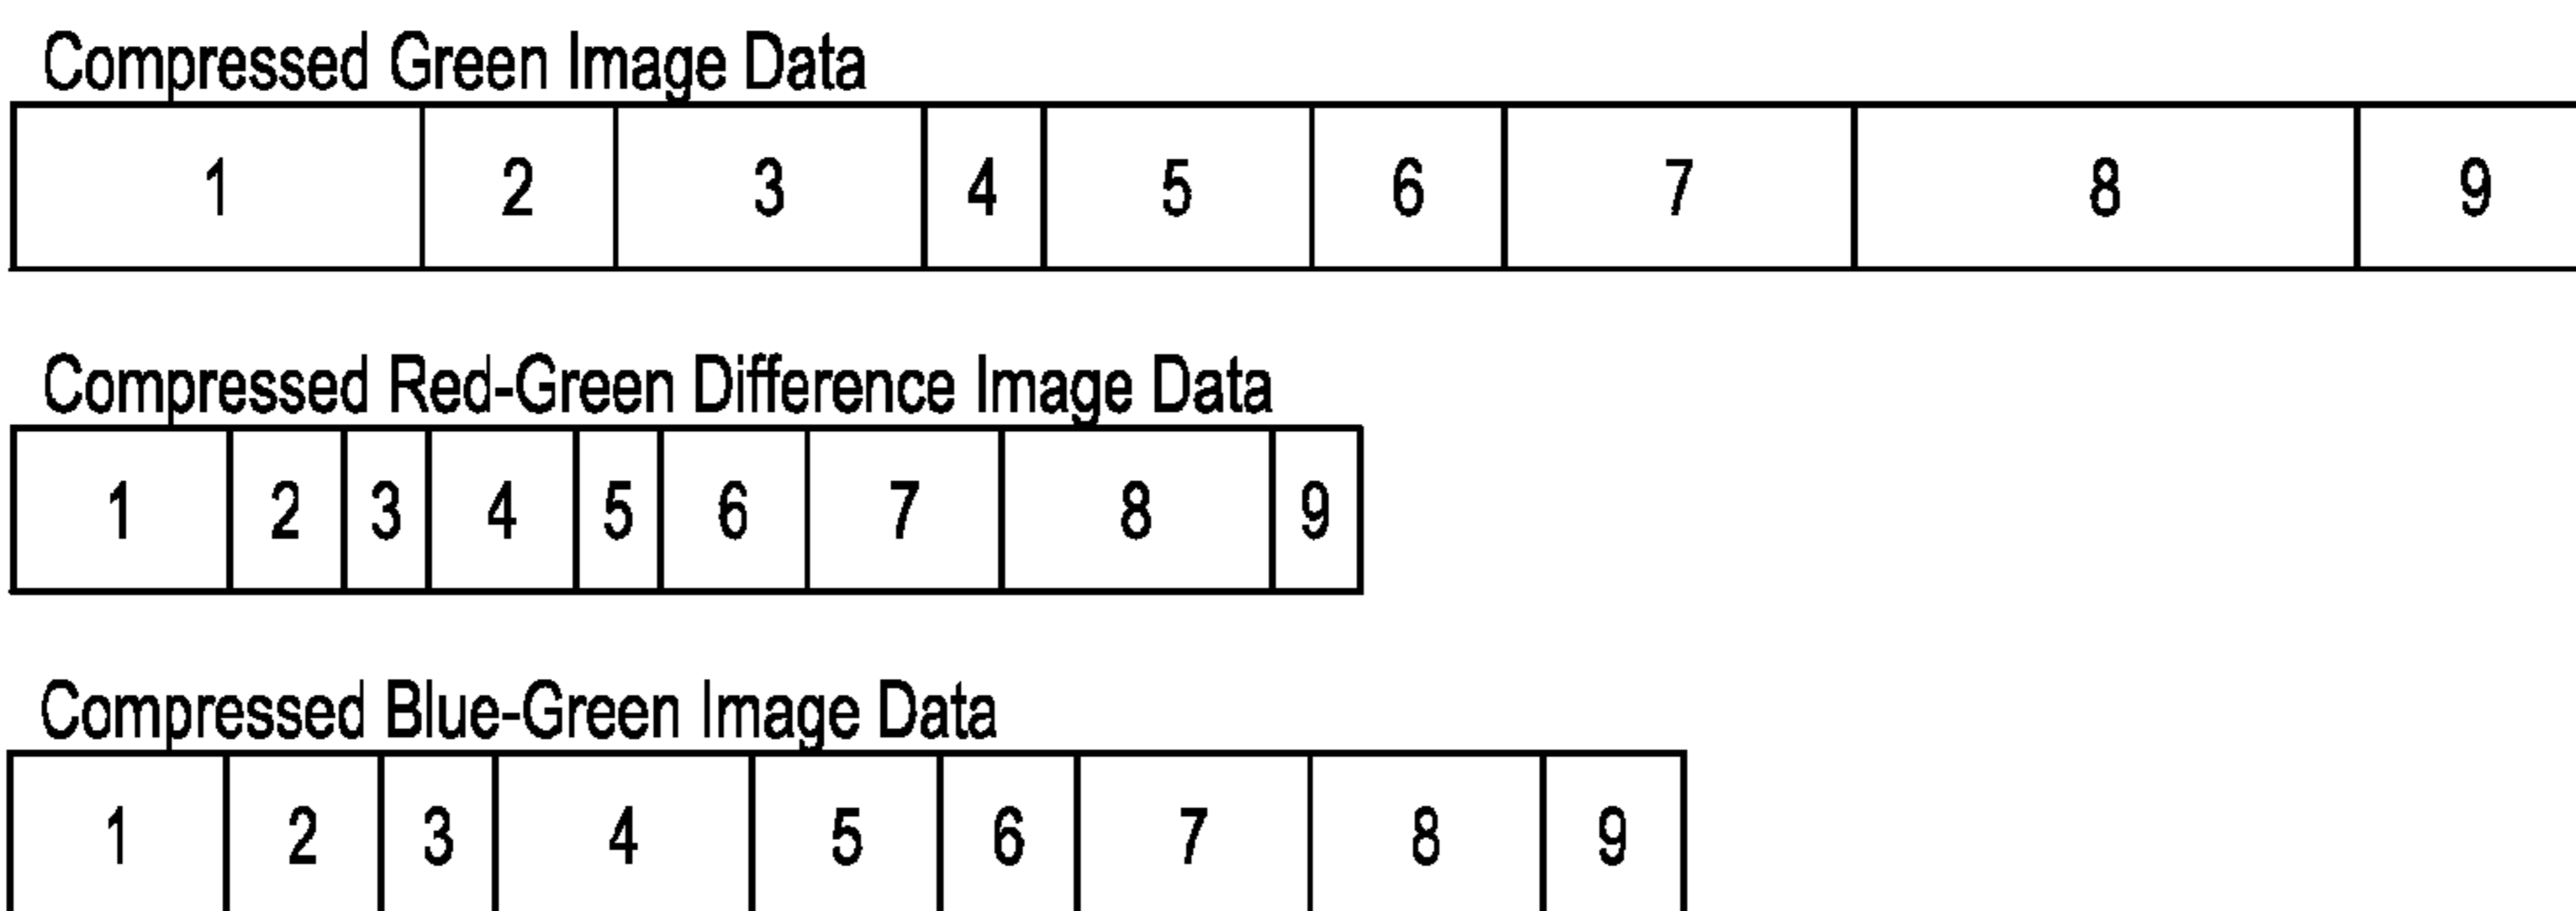 Compressed Green Image Data
1 2 3 4 5 6 7 8 9
Compressed Red-Green Difference Image Data
1 2 3 4 5 6 7 8 9
Compressed Blue-Green Image Data
1 2 3 4 5 6 7 8 9